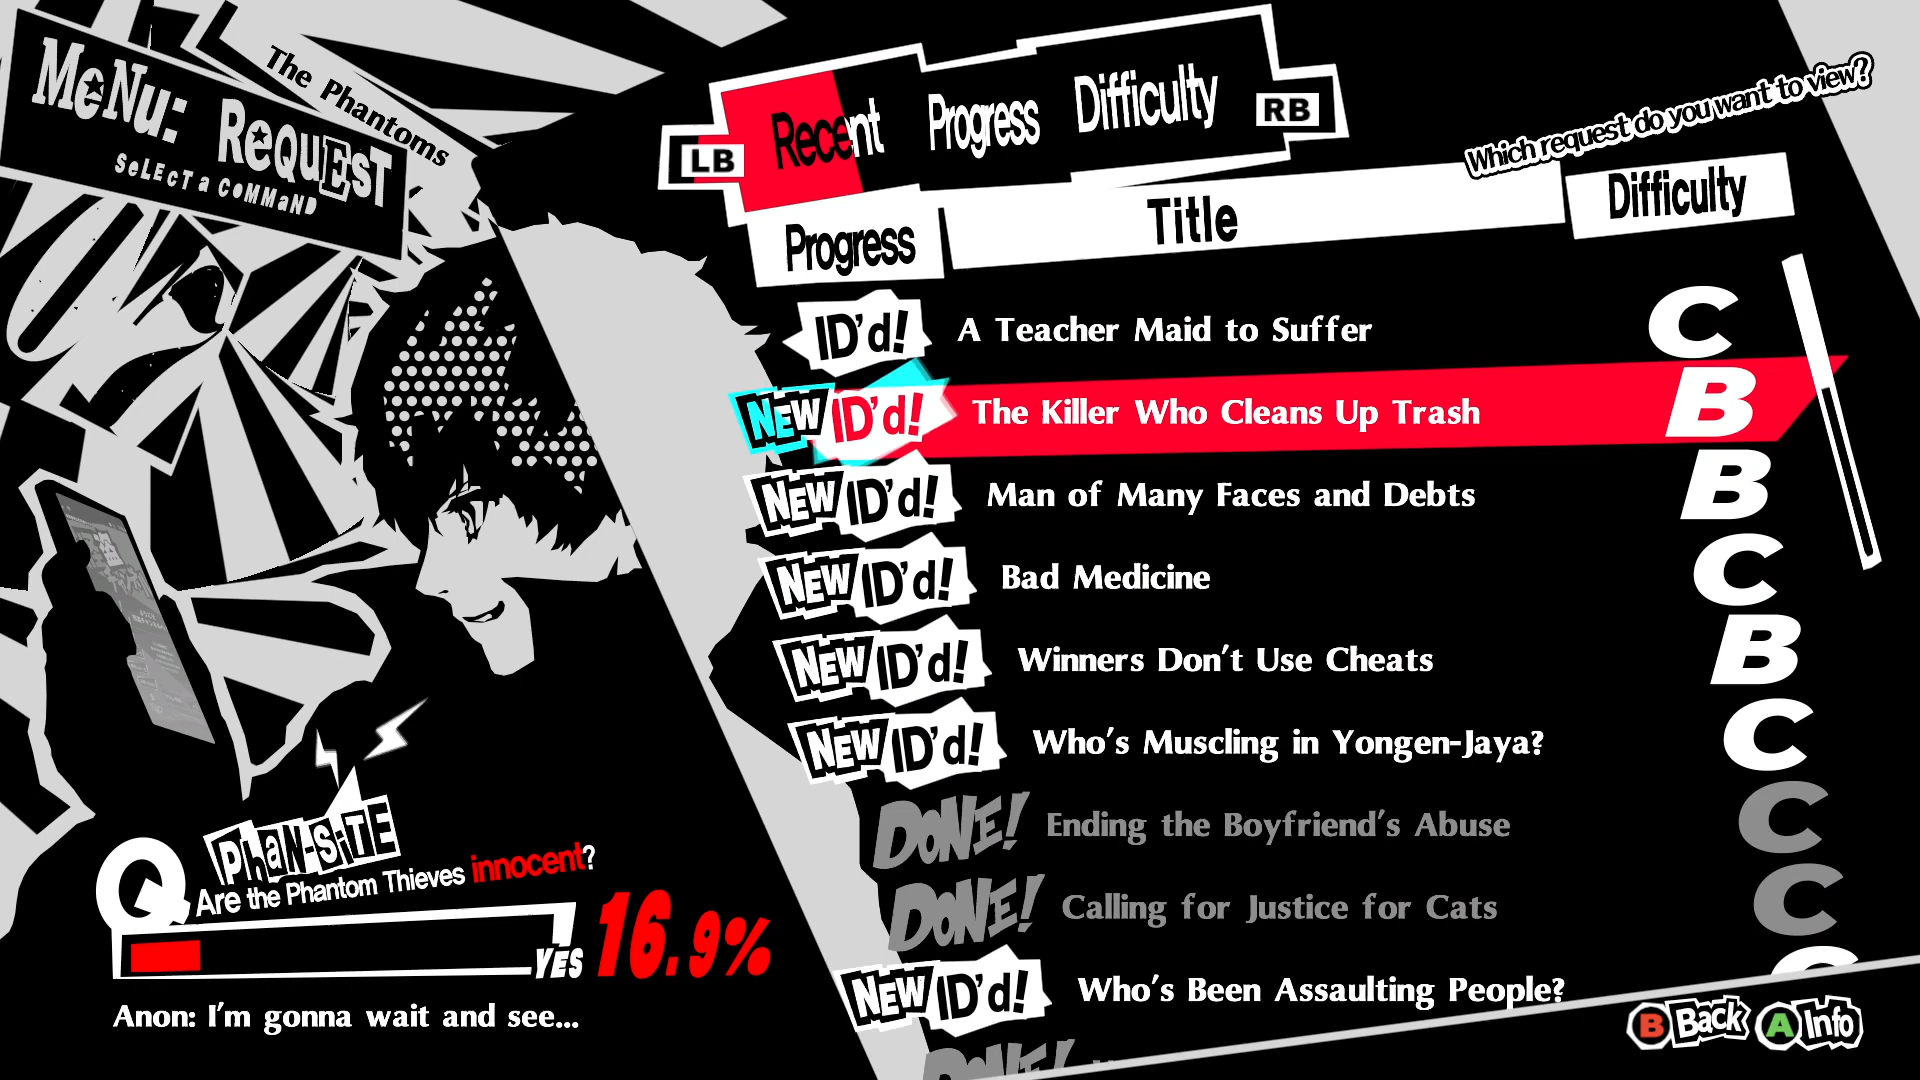 The Phantoms
MeNu: ReQuEsT
SeLEcT a CoMMaND
LB Recent Progress Difficulty RB
Which request do you want to view?
Progress Title Difficulty
ID'd! A Teacher Maid to Suffer C
NEW ID'd! The Killer Who Cleans Up Trash B
NEW ID'd! Man of Many Faces and Debts B
NEW ID'd! Bad Medicine C
NEW ID'd! Winners Don't Use Cheats B
NEW ID'd! Who's Muscling in Yongen-Jaya? C
DONE! Ending the Boyfriend's Abuse C
DONE! Calling for Justice for Cats C
NEW ID'd! Who's Been Assaulting People?
DONE!
PhaN-SiTE
Q Are the Phantom Thieves innocent?
YES 16.9%
Anon: I'm gonna wait and see...
B Back A Info